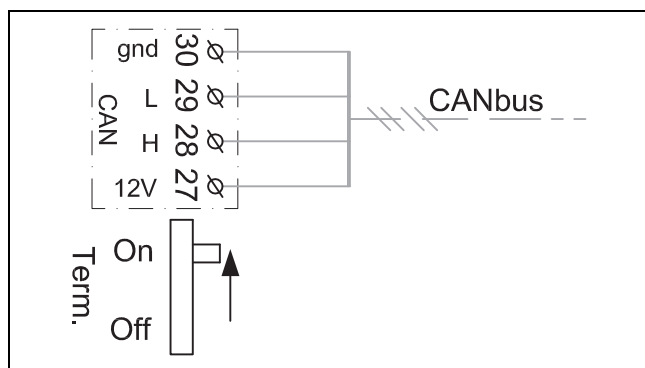 gnd 30
L 29
H 28
12V 27
CAN
CANbus
Term.
On
Off